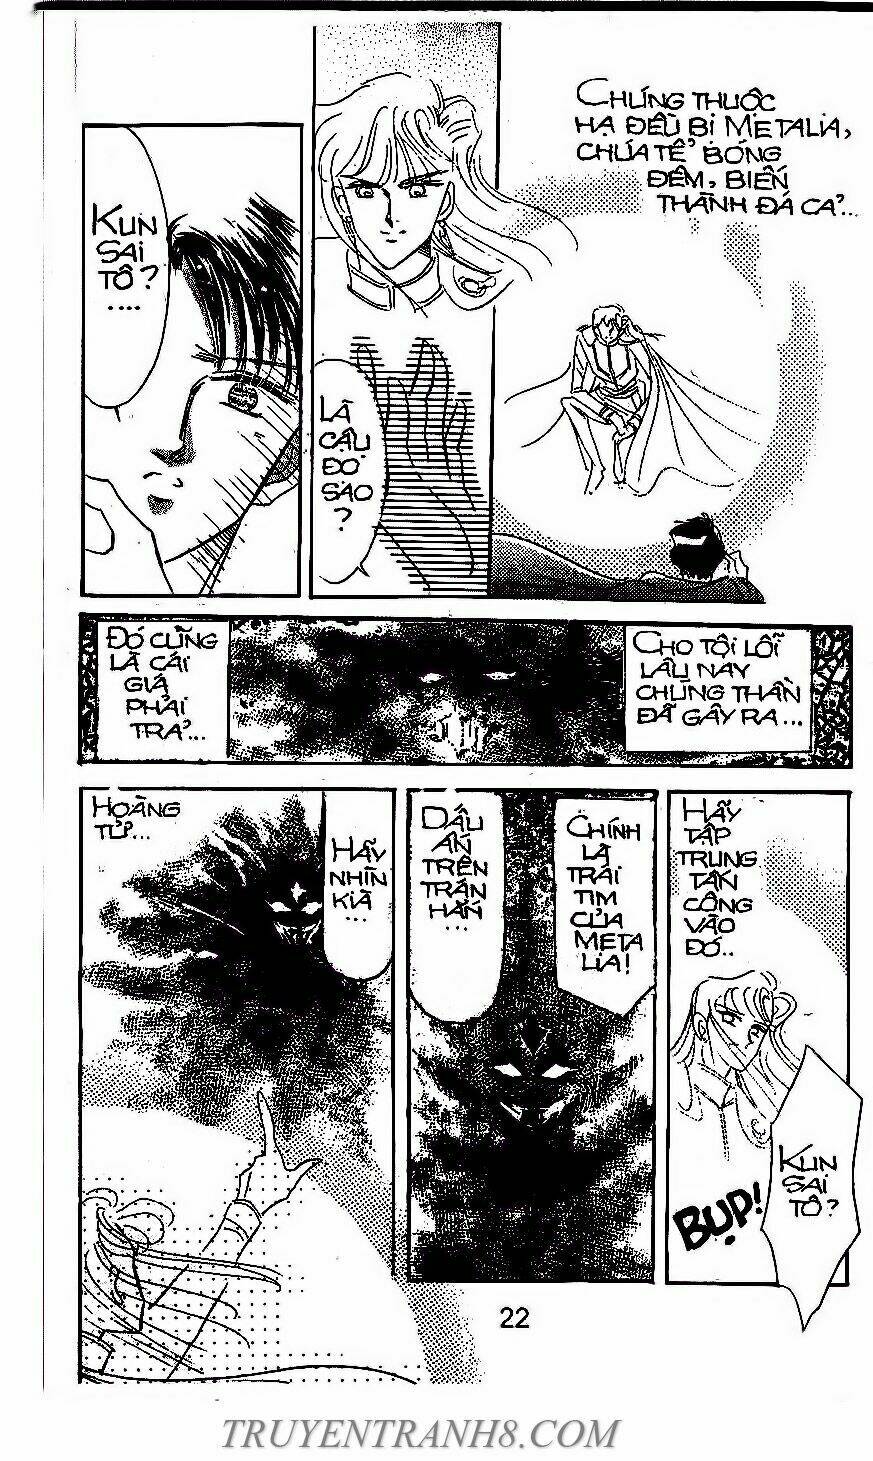 KUN
SAI
TÔ?
....
LÀ
CẬU
ĐÓ
SAO
?
CHÚNG THUỘC
HẠ ĐỀU BỊ METALIA,
CHÚA TỂ BÓNG
ĐÊM, BIẾN
THÀNH ĐÁ CẢ...
ĐÓ CŨNG
LÀ CÁI
GIÁ
PHẢI
TRẢ...
CHO TỘI LỖI
LÂU NAY
CHÚNG THẦN
ĐÃ GÂY RA...
HOÀNG
TỬ...
HÃY
NHÌN
KÌA
...
DẤU
ẤN
TRÊN
TRÁN
HẮN
...
CHÍNH
LÀ
TRÁI
TIM
CỦA
META
LIA!
HÃY
TẬP
TRUNG
TẤN
CÔNG
VÀO
ĐÓ..
BỤP!
KUN
SAI
TÔ?
22
TRUYENTRANH8.COM